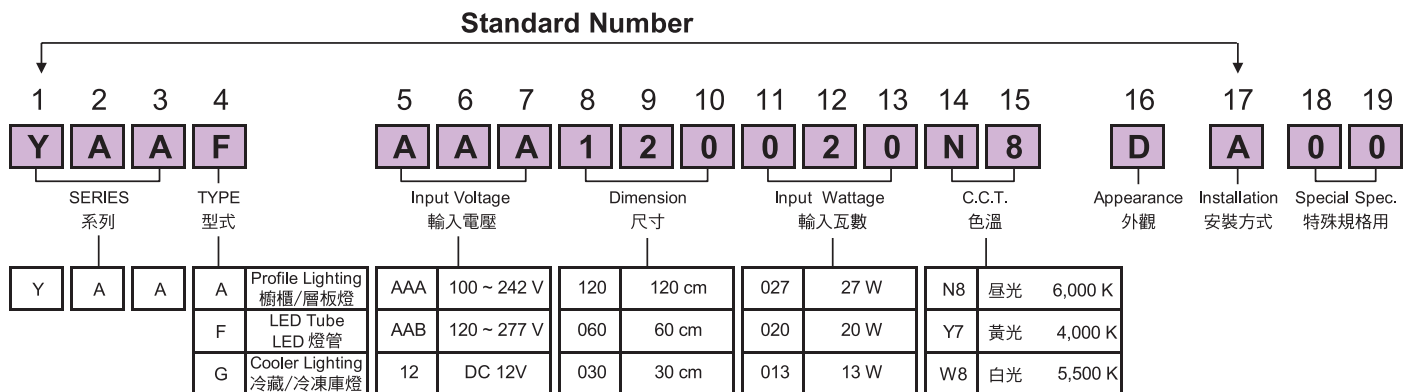 Standard Number
1 2 3 4 5 6 7 8 9 10 11 12 13 14 15 16 17 18 19
Y A A F A A A 1 2 0 0 2 0 N 8 D A 0 0
SERIES TYPE Input Voltage Dimension Input Wattage C.C.T. Appearance Installation Special Spec.
系列 型式 輸入電壓 尺寸 輸入瓦數 色溫 外觀 安裝方式 特殊規格用
Y A A A Profile Lighting AAA 100 ~ 242 V 120 120 cm 027 27 W N8 昼光 6,000 K
櫥櫃/層板燈
F LED Tube AAB 120 ~ 277 V 060 60 cm 020 20 W Y7 黃光 4,000 K
LED 燈管
G Cooler Lighting 12 DC 12V 030 30 cm 013 13 W W8 白光 5,500 K
冷藏/冷凍庫燈